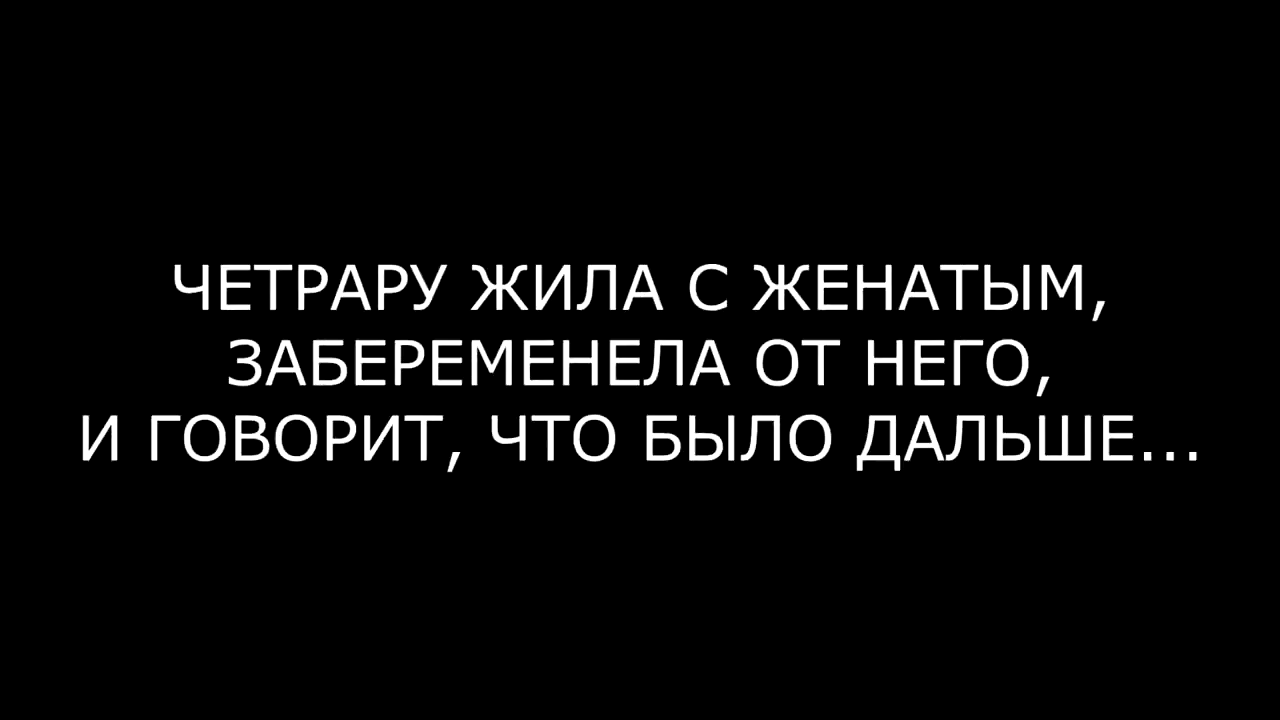 ЧЕТРАРУ ЖИЛА С ЖЕНАТЫМ,
ЗАБЕРЕМЕНЕЛА ОТ НЕГО,
И ГОВОРИТ, ЧТО БЫЛО ДАЛЬШЕ...